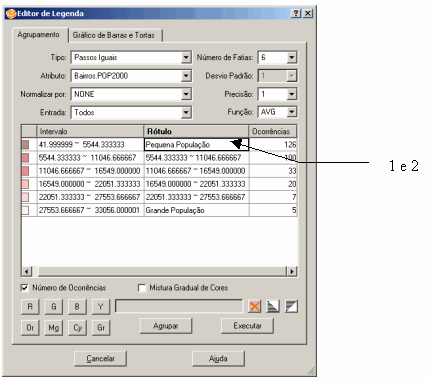 Editor de Legenda
Agrupamento Gráfico de Barras e Tortas
Tipo: Passos Iguais Número de Fatias: 6
Atributo: Bairros.POP2000 Desvio Padrão: 1
Normalizar por: NONE Precisão: 1
Entrada: Todos Função: AVG
Intervalo Rótulo Ocorrências
41.999999 ~ 5544.333333 Pequena População 126
5544.333333 ~ 11046.666667 5544.333333 ~ 11046.666667 100
11046.666667 ~ 16549.000000 11046.666667 ~ 16549.000000 33
16549.000000 ~ 22051.333333 16549.000000 ~ 22051.333333 20
22051.333333 ~ 27553.666667 22051.333333 ~ 27553.666667 7
27553.666667 ~ 33056.000001 Grande População 5
1 e 2
Número de Ocorrências Mistura Gradual de Cores
R G B Y
Or Mg Cy Gr Agrupar Executar
Cancelar Ajuda